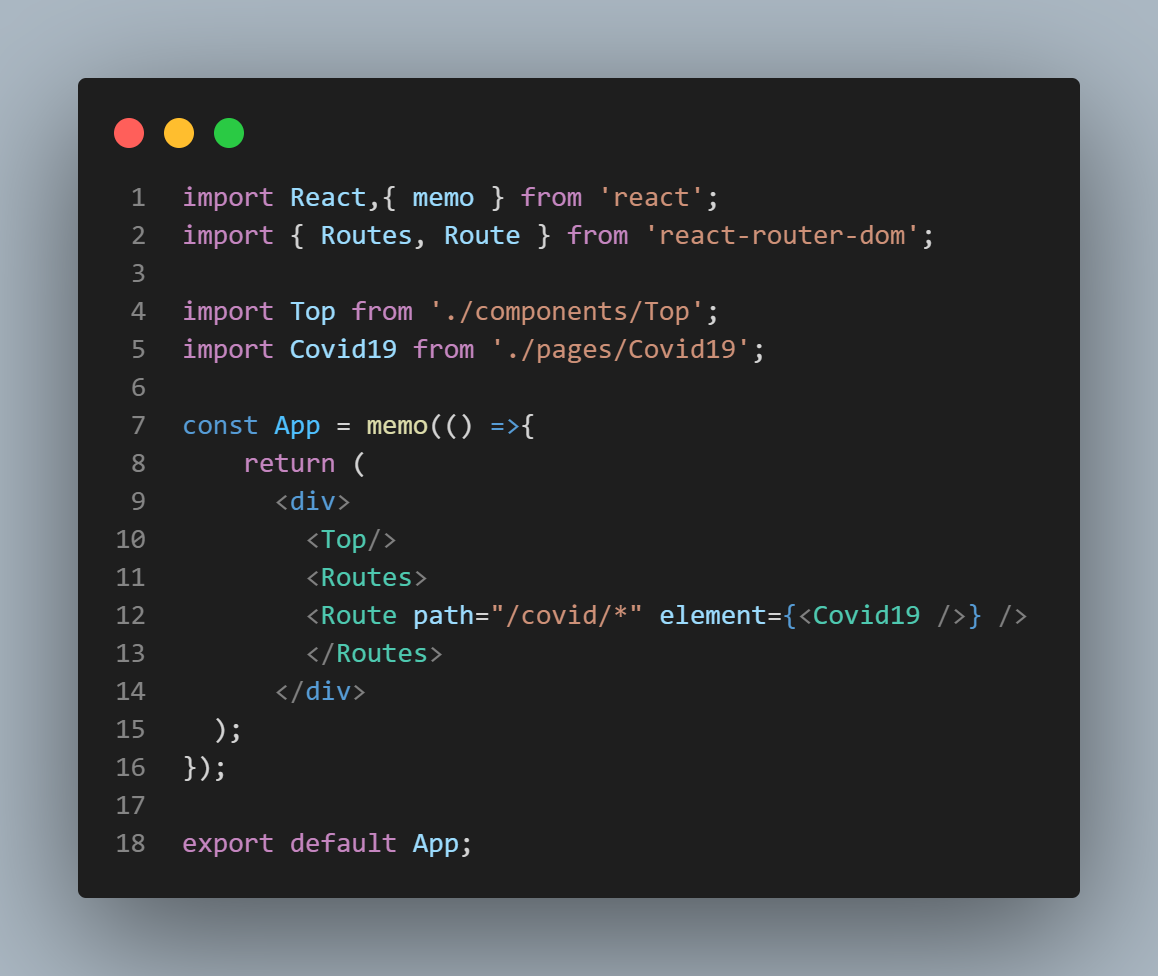 1 import React,{ memo } from 'react';
2 import { Routes, Route } from 'react-router-dom';
3
4 import Top from './components/Top';
5 import Covid19 from './pages/Covid19';
6
7 const App = memo(() =>{
8     return (
9       <div>
10         <Top/>
11         <Routes>
12         <Route path="/covid/*" element={<Covid19 />} />
13         </Routes>
14       </div>
15   );
16 });
17
18 export default App;